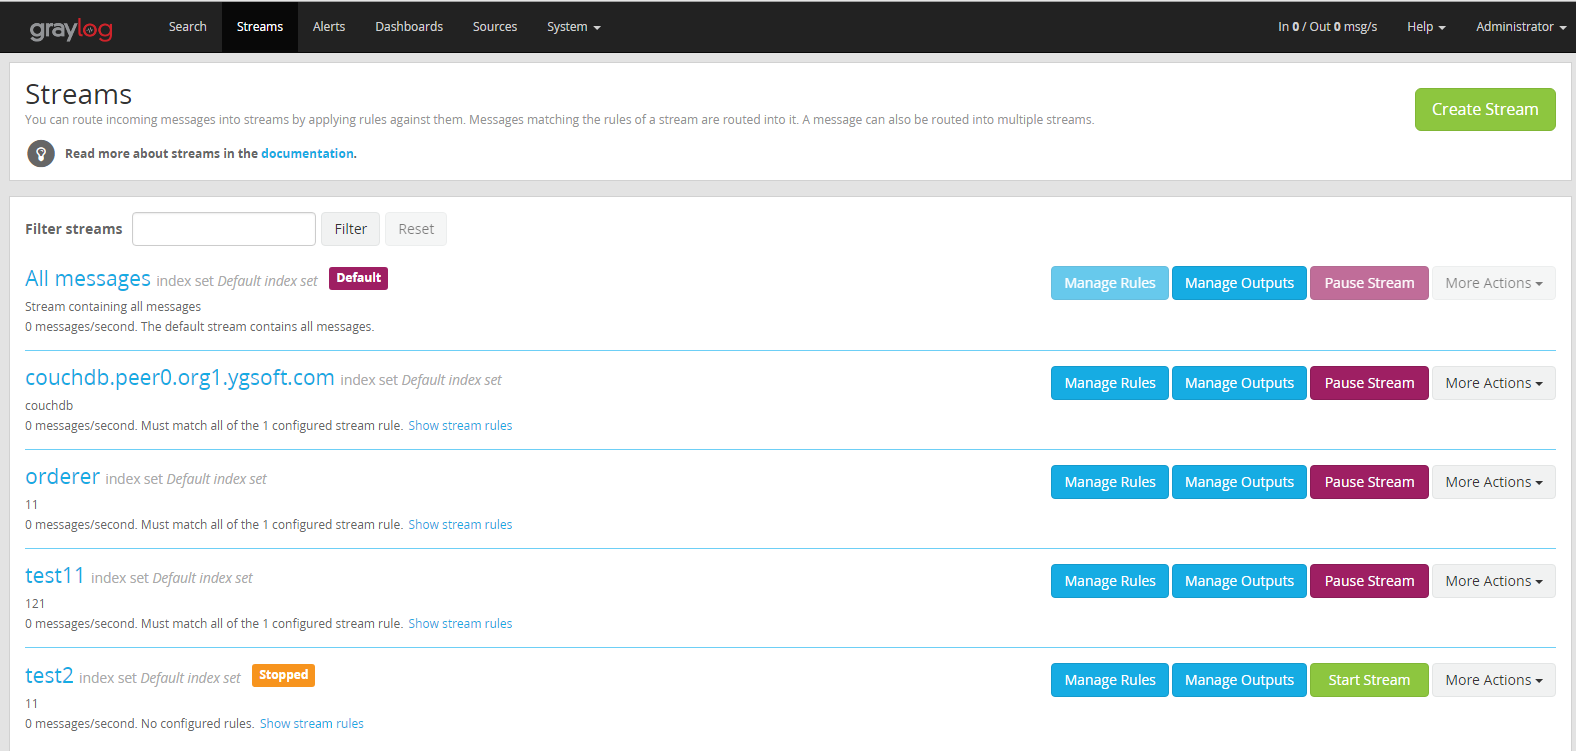 graylog Search Streams Alerts Dashboards Sources System In 0 / Out 0 msg/s Help Administrator
Streams
You can route incoming messages into streams by applying rules against them. Messages matching the rules of a stream are routed into it. A message can also be routed into multiple streams.
Create Stream
Read more about streams in the documentation.
Filter streams Filter Reset
All messages index set Default index set Default Manage Rules Manage Outputs Pause Stream More Actions
Stream containing all messages
0 messages/second. The default stream contains all messages.
couchdb.peer0.org1.ygsoft.com index set Default index set Manage Rules Manage Outputs Pause Stream More Actions
couchdb
0 messages/second. Must match all of the 1 configured stream rule. Show stream rules
orderer index set Default index set Manage Rules Manage Outputs Pause Stream More Actions
11
0 messages/second. Must match all of the 1 configured stream rule. Show stream rules
test11 index set Default index set Manage Rules Manage Outputs Pause Stream More Actions
121
0 messages/second. Must match all of the 1 configured stream rule. Show stream rules
test2 index set Default index set Stopped Manage Rules Manage Outputs Start Stream More Actions
11
0 messages/second. No configured rules. Show stream rules